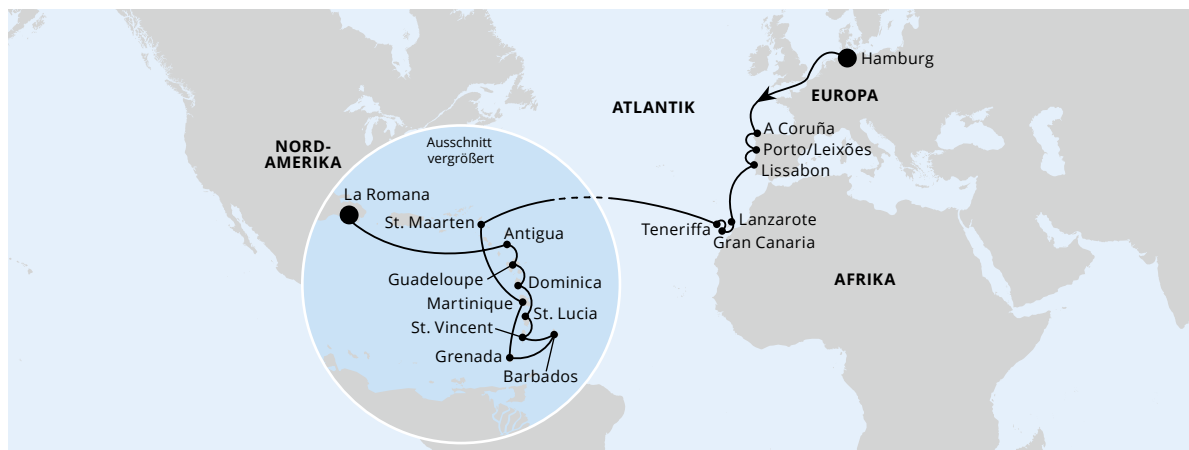 Hamburg
EUROPA
ATLANTIK
A Coruña
Porto/Leixões
Lissabon
NORD-
AMERIKA
Ausschnitt
vergrößert
La Romana
St. Maarten
Antigua
Teneriffa
Lanzarote
Gran Canaria
Guadeloupe
Dominica
AFRIKA
Martinique
St. Lucia
St. Vincent
Grenada
Barbados